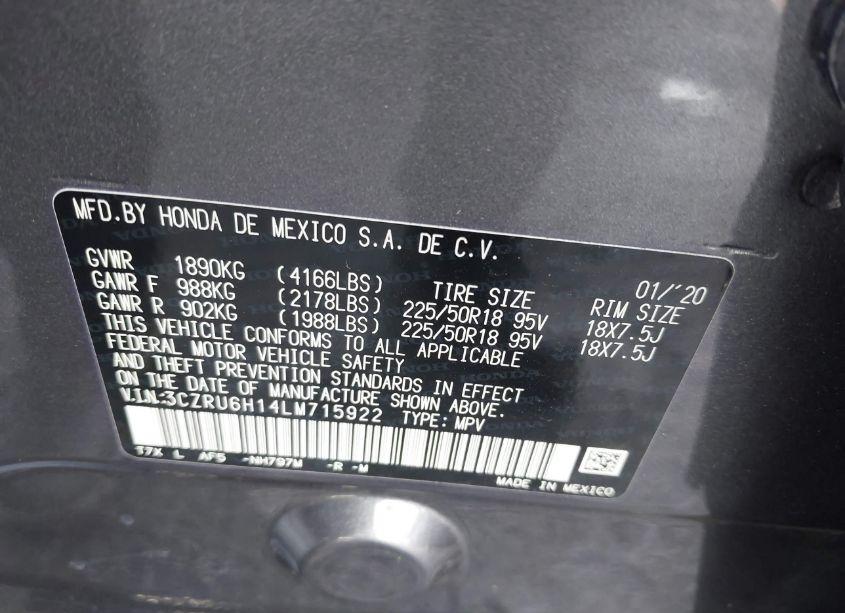 MFD.BY HONDA DE MEXICO S.A. DE C.V.
01/'20
GVWR 1890KG (4166LBS) TIRE SIZE RIM SIZE
GAWR F 988KG (2178LBS) 225/50R18 95V 18X7.5J
GAWR R 902KG (1988LBS) 225/50R18 95V 18X7.5J
THIS VEHICLE CONFORMS TO ALL APPLICABLE
FEDERAL MOTOR VEHICLE SAFETY
AND THEFT PREVENTION STANDARDS IN EFFECT
ON THE DATE OF MANUFACTURE SHOWN ABOVE.
V.I.N:3CZRU6H14LM715922 TYPE: MPV
T7X L AF5 -NH797M -R -M
MADE IN MEXICO